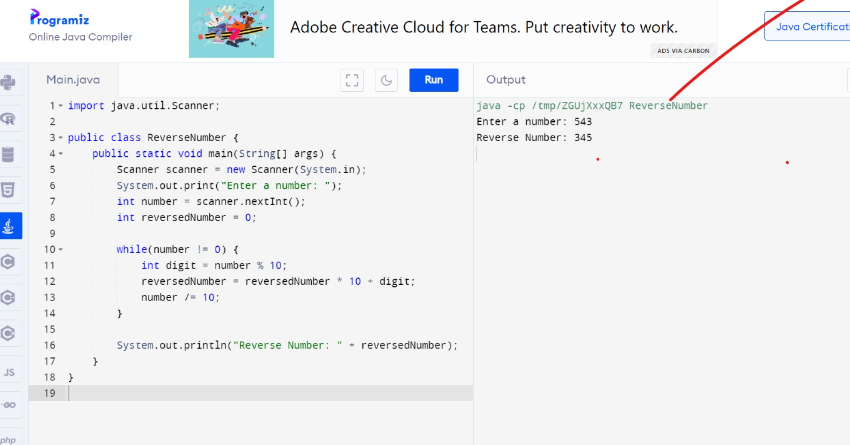 Programiz
Online Java Compiler
Adobe Creative Cloud for Teams. Put creativity to work.
ADS VIA CARBON
Java Certificati
Main.java
Run
Output
1 import java.util.Scanner;
2
3 public class ReverseNumber {
4     public static void main(String[] args) {
5         Scanner scanner = new Scanner(System.in);
6         System.out.print("Enter a number: ");
7         int number = scanner.nextInt();
8         int reversedNumber = 0;
9
10         while(number != 0) {
11             int digit = number % 10;
12             reversedNumber = reversedNumber * 10 + digit;
13             number /= 10;
14         }
15
16         System.out.println("Reverse Number: " + reversedNumber);
17     }
18 }
19
java -cp /tmp/ZGUjXxxQB7 ReverseNumber
Enter a number: 543
Reverse Number: 345
R
5
JS
GO
php